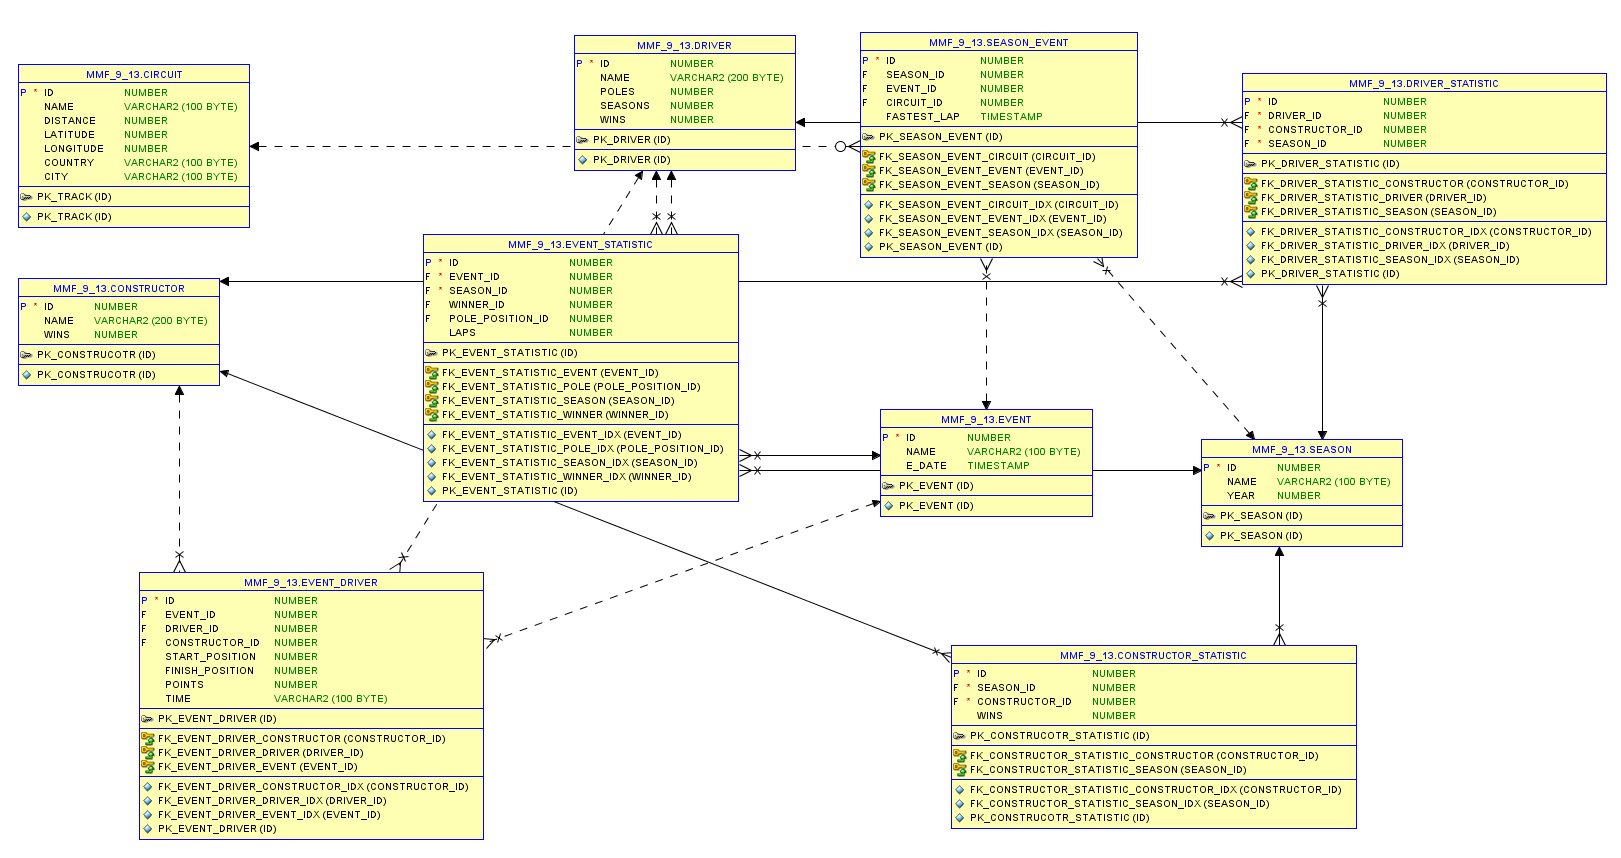 MMF_9_13.CIRCUIT
P * ID NUMBER
NAME VARCHAR2 (100 BYTE)
DISTANCE NUMBER
LATITUDE NUMBER
LONGITUDE NUMBER
COUNTRY VARCHAR2 (100 BYTE)
CITY VARCHAR2 (100 BYTE)
PK_TRACK (ID)
PK_TRACK (ID)
MMF_9_13.DRIVER
P * ID NUMBER
NAME VARCHAR2 (200 BYTE)
POLES NUMBER
SEASONS NUMBER
WINS NUMBER
PK_DRIVER (ID)
PK_DRIVER (ID)
MMF_9_13.SEASON_EVENT
P * ID NUMBER
F SEASON_ID NUMBER
F EVENT_ID NUMBER
F CIRCUIT_ID NUMBER
FASTEST_LAP TIMESTAMP
PK_SEASON_EVENT (ID)
FK_SEASON_EVENT_CIRCUIT (CIRCUIT_ID)
FK_SEASON_EVENT_EVENT (EVENT_ID)
FK_SEASON_EVENT_SEASON (SEASON_ID)
FK_SEASON_EVENT_CIRCUIT_IDX (CIRCUIT_ID)
FK_SEASON_EVENT_EVENT_IDX (EVENT_ID)
FK_SEASON_EVENT_SEASON_IDX (SEASON_ID)
PK_SEASON_EVENT (ID)
MMF_9_13.DRIVER_STATISTIC
P * ID NUMBER
F * DRIVER_ID NUMBER
F * CONSTRUCTOR_ID NUMBER
F * SEASON_ID NUMBER
PK_DRIVER_STATISTIC (ID)
FK_DRIVER_STATISTIC_CONSTRUCTOR (CONSTRUCTOR_ID)
FK_DRIVER_STATISTIC_DRIVER (DRIVER_ID)
FK_DRIVER_STATISTIC_SEASON (SEASON_ID)
FK_DRIVER_STATISTIC_CONSTRUCTOR_IDX (CONSTRUCTOR_ID)
FK_DRIVER_STATISTIC_DRIVER_IDX (DRIVER_ID)
FK_DRIVER_STATISTIC_SEASON_IDX (SEASON_ID)
PK_DRIVER_STATISTIC (ID)
MMF_9_13.CONSTRUCTOR
P * ID NUMBER
NAME VARCHAR2 (200 BYTE)
WINS NUMBER
PK_CONSTRUCOTR (ID)
PK_CONSTRUCOTR (ID)
MMF_9_13.EVENT_STATISTIC
P * ID NUMBER
F * EVENT_ID NUMBER
F * SEASON_ID NUMBER
F WINNER_ID NUMBER
F POLE_POSITION_ID NUMBER
LAPS NUMBER
PK_EVENT_STATISTIC (ID)
FK_EVENT_STATISTIC_EVENT (EVENT_ID)
FK_EVENT_STATISTIC_POLE (POLE_POSITION_ID)
FK_EVENT_STATISTIC_SEASON (SEASON_ID)
FK_EVENT_STATISTIC_WINNER (WINNER_ID)
FK_EVENT_STATISTIC_EVENT_IDX (EVENT_ID)
FK_EVENT_STATISTIC_POLE_IDX (POLE_POSITION_ID)
FK_EVENT_STATISTIC_SEASON_IDX (SEASON_ID)
FK_EVENT_STATISTIC_WINNER_IDX (WINNER_ID)
PK_EVENT_STATISTIC (ID)
MMF_9_13.EVENT
P * ID NUMBER
NAME VARCHAR2 (100 BYTE)
E_DATE TIMESTAMP
PK_EVENT (ID)
PK_EVENT (ID)
MMF_9_13.SEASON
P * ID NUMBER
NAME VARCHAR2 (100 BYTE)
YEAR NUMBER
PK_SEASON (ID)
PK_SEASON (ID)
MMF_9_13.EVENT_DRIVER
P * ID NUMBER
F EVENT_ID NUMBER
F DRIVER_ID NUMBER
F CONSTRUCTOR_ID NUMBER
START_POSITION NUMBER
FINISH_POSITION NUMBER
POINTS NUMBER
TIME VARCHAR2 (100 BYTE)
PK_EVENT_DRIVER (ID)
FK_EVENT_DRIVER_CONSTRUCTOR (CONSTRUCTOR_ID)
FK_EVENT_DRIVER_DRIVER (DRIVER_ID)
FK_EVENT_DRIVER_EVENT (EVENT_ID)
FK_EVENT_DRIVER_CONSTRUCTOR_IDX (CONSTRUCTOR_ID)
FK_EVENT_DRIVER_DRIVER_IDX (DRIVER_ID)
FK_EVENT_DRIVER_EVENT_IDX (EVENT_ID)
PK_EVENT_DRIVER (ID)
MMF_9_13.CONSTRUCTOR_STATISTIC
P * ID NUMBER
F * SEASON_ID NUMBER
F * CONSTRUCTOR_ID NUMBER
WINS NUMBER
PK_CONSTRUCOTR_STATISTIC (ID)
FK_CONSTRUCTOR_STATISTIC_CONSTRUCTOR (CONSTRUCTOR_ID)
FK_CONSTRUCTOR_STATISTIC_SEASON (SEASON_ID)
FK_CONSTRUCTOR_STATISTIC_CONSTRUCTOR_IDX (CONSTRUCTOR_ID)
FK_CONSTRUCTOR_STATISTIC_SEASON_IDX (SEASON_ID)
PK_CONSTRUCOTR_STATISTIC (ID)